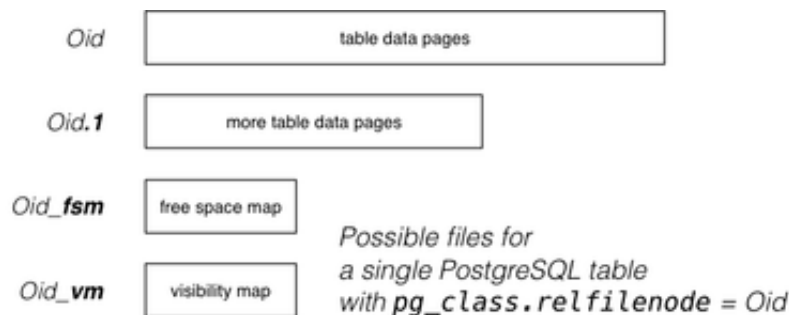 Oid table data pages
Oid.1 more table data pages
Oid_fsm free space map
Oid_vm visibility map
Possible files for
a single PostgreSQL table
with pg_class.relfilenode = Oid